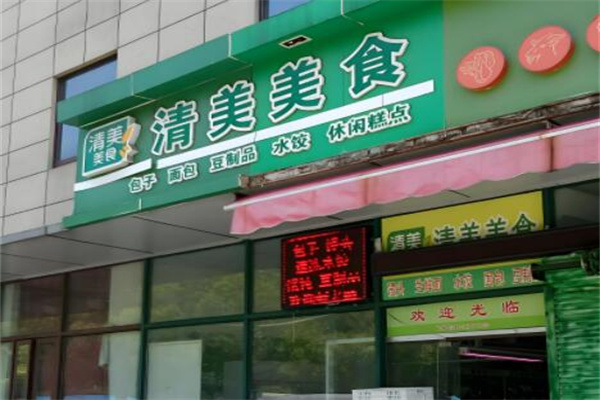 清美
美食
清美美食
包子 面包 豆制品 水饺 休闲糕点
清美 清美美食
欢迎光临